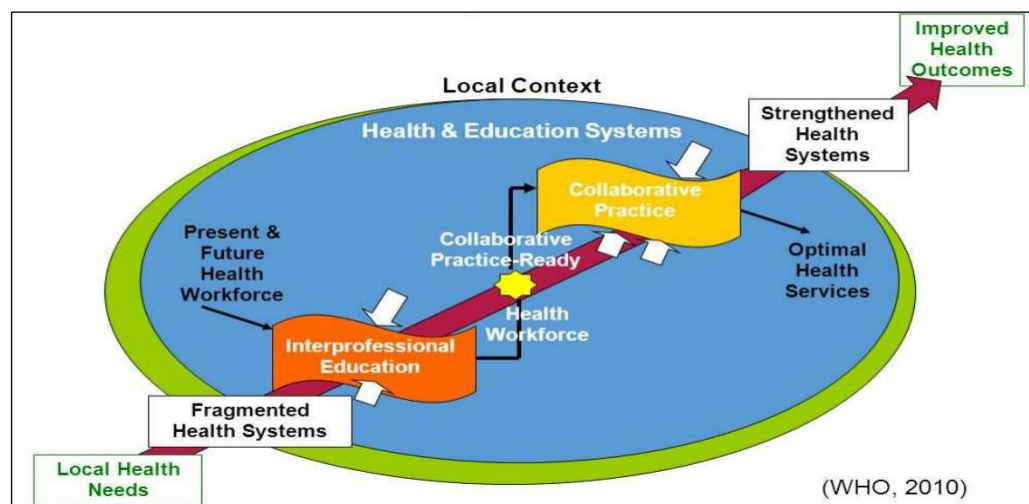 Improved
Health
Outcomes
Local Context
Strengthened
Health
Systems
Health & Education Systems
Collaborative
Practice
Present &
Future
Health
Workforce
Collaborative
Practice-Ready
Optimal
Health
Services
Health
Workforce
Interprofessional
Education
Fragmented
Health Systems
Local Health
Needs
(WHO, 2010)